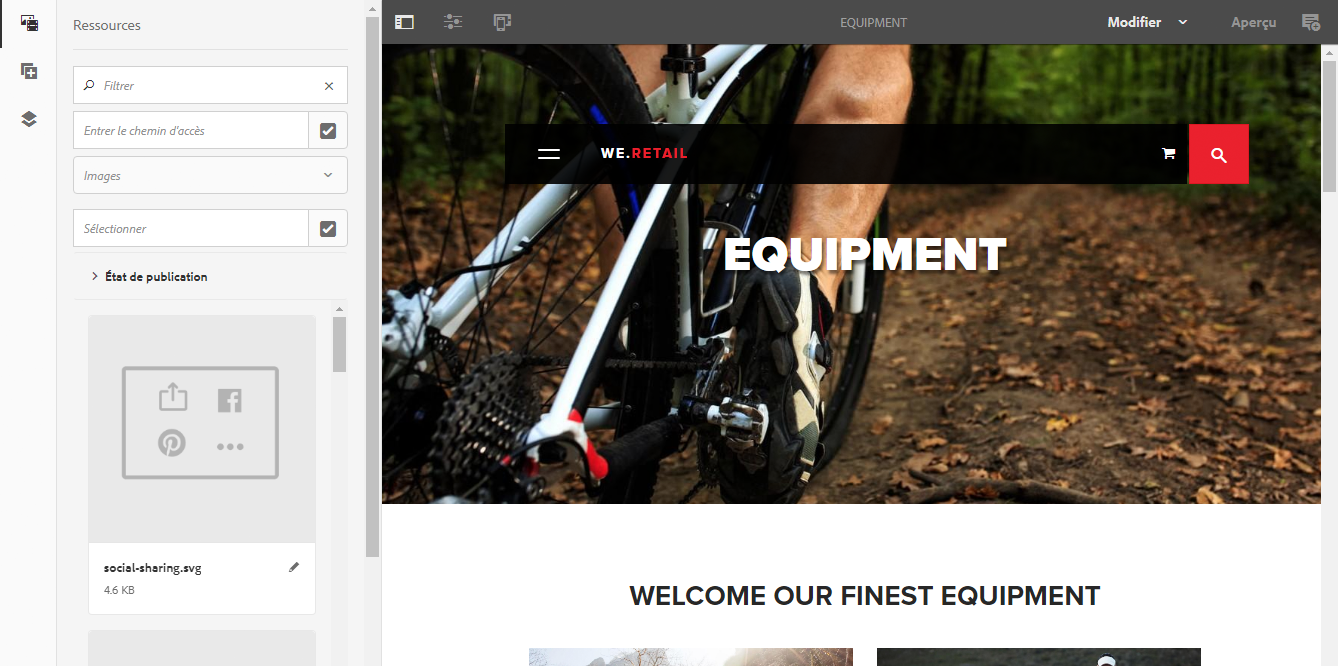 Ressources
Filtrer
Entrer le chemin d'accès
Images
Sélectionner
État de publication
social-sharing.svg
4.6 KB
EQUIPMENT
Modifier
Aperçu
WE.RETAIL
EQUIPMENT
WELCOME OUR FINEST EQUIPMENT